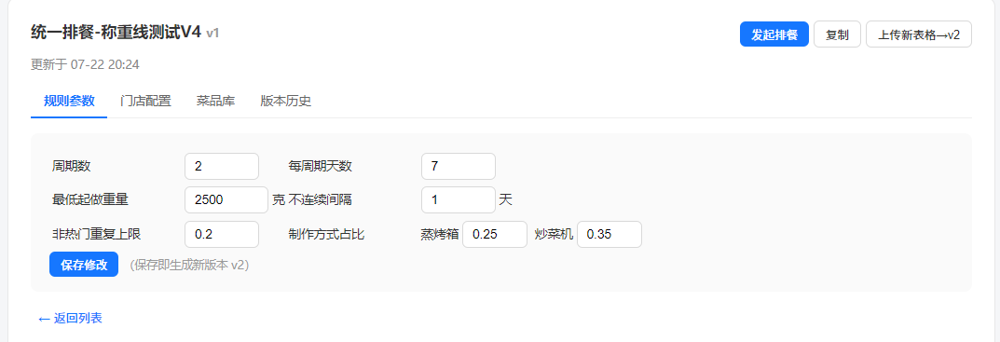 统一排餐-称重线测试V4 v1
发起排餐 复制 上传新表格→v2
更新于 07-22 20:24
规则参数 门店配置 菜品库 版本历史
周期数 2 每周期天数 7
最低起做重量 2500 克 不连续间隔 1 天
非热门重复上限 0.2 制作方式占比 蒸烤箱 0.25 炒菜机 0.35
保存修改 (保存即生成新版本 v2)
← 返回列表